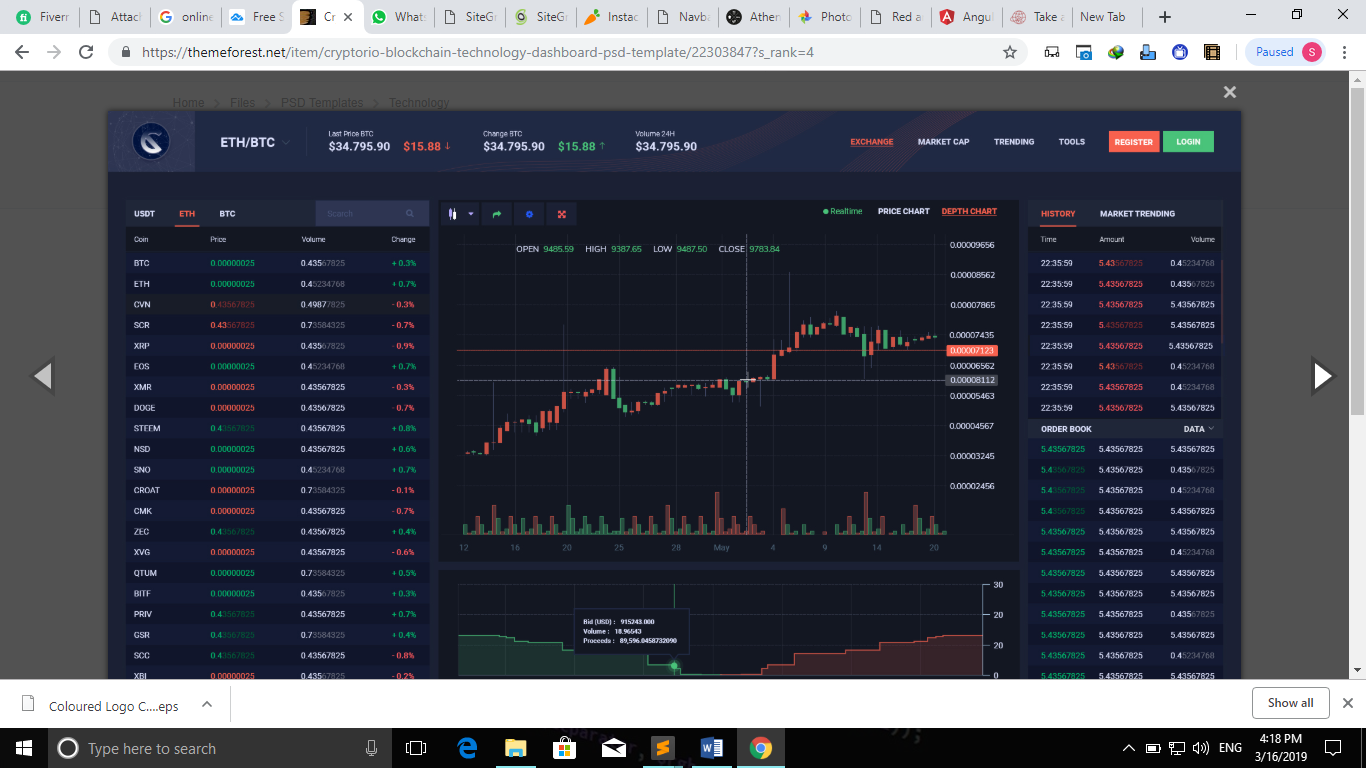 Fiverr
Attach
online
Free S
Cr
Whats
SiteGr
SiteGr
Instac
Navba
Athen
Photo
Red a
Angul
Take a
New Tab
https://themeforest.net/item/cryptorio-blockchain-technology-dashboard-psd-template/22303847?s_rank=4
Paused S
Home > Files > PSD Templates > Technology
ETH/BTC
Last Price BTC
$34.795.90 $15.88 ↓
Change BTC
$34.795.90 $15.88 ↑
Volume 24H
$34.795.90
EXCHANGE MARKET CAP TRENDING TOOLS REGISTER LOGIN
USDT ETH BTC Search
Coin Price Volume Change
BTC 0.00000025 0.43567825 + 0.3%
ETH 0.00000025 0.45234768 + 0.7%
CVN 0.43567825 0.49877825 - 0.3%
SCR 0.43567825 0.73584325 - 0.7%
XRP 0.00000025 0.43567825 - 0.9%
EOS 0.00000025 0.45234768 + 0.7%
XMR 0.00000025 0.43567825 - 0.3%
DOGE 0.00000025 0.43567825 - 0.7%
STEEM 0.43567825 0.43567825 + 0.8%
NSD 0.00000025 0.43567825 + 0.6%
SNO 0.00000025 0.45234768 + 0.7%
CROAT 0.00000025 0.73584325 - 0.1%
CMK 0.00000025 0.43567825 - 0.7%
ZEC 0.43567825 0.43567825 + 0.4%
XVG 0.00000025 0.43567825 - 0.6%
QTUM 0.00000025 0.73584325 + 0.5%
BITF 0.00000025 0.43567825 + 0.3%
PRIV 0.43567825 0.43567825 + 0.7%
GSR 0.43567825 0.73584325 + 0.4%
SCC 0.43567825 0.43567825 - 0.8%
XBI 0.00000025 0.43567825 - 0.2%
Realtime PRICE CHART DEPTH CHART
OPEN 9485.59 HIGH 9387.65 LOW 9487.50 CLOSE 9783.84
0.00009656
0.00008562
0.00007865
0.00007435
0.00007123
0.00006562
0.00008112
0.00005463
0.00004567
0.00003245
0.00002456
12 16 20 25 28 May 4 9 14 20
30
20
20
0
Bid (USD) : 915243.000
Volume : 18.96543
Proceeds : 89,596.0458732090
HISTORY MARKET TRENDING
Time Amount Volume
22:35:59 5.43567825 0.45234768
22:35:59 5.43567825 0.43567825
22:35:59 5.43567825 5.43567825
22:35:59 5.43567825 5.43567825
22:35:59 5.43567825 5.43567825
22:35:59 5.43567825 0.45234768
22:35:59 5.43567825 0.45234768
22:35:59 5.43567825 5.43567825
ORDER BOOK DATA
5.43567825 5.43567825 5.43567825
5.43567825 5.43567825 0.43567825
5.43567825 5.43567825 0.45234768
5.43567825 5.43567825 0.45234768
5.43567825 5.43567825 5.43567825
5.43567825 5.43567825 0.45234768
5.43567825 5.43567825 5.43567825
5.43567825 5.43567825 5.43567825
5.43567825 5.43567825 0.43567825
5.43567825 5.43567825 5.43567825
5.43567825 5.43567825 0.45234768
5.43567825 5.43567825 5.43567825
Coloured Logo C....eps
Show all
Type here to search
ENG
4:18 PM
3/16/2019